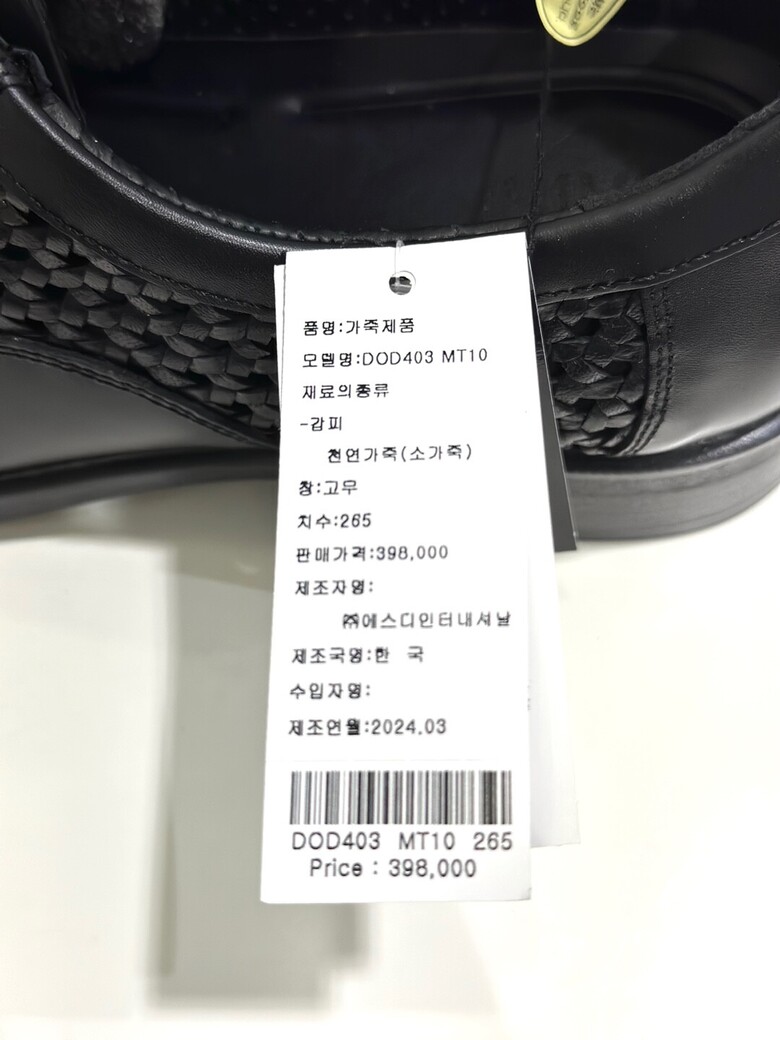 품명:가죽제품
모델명:DOD403 MT10
재료의종류
-갑피
천연가죽(소가죽)
창:고무
치수:265
판매가격:398,000
제조자명:
㈜에스디인터내셔날
제조국명:한 국
수입자명:
제조연월:2024.03
DOD403 MT10 265
Price : 398,000